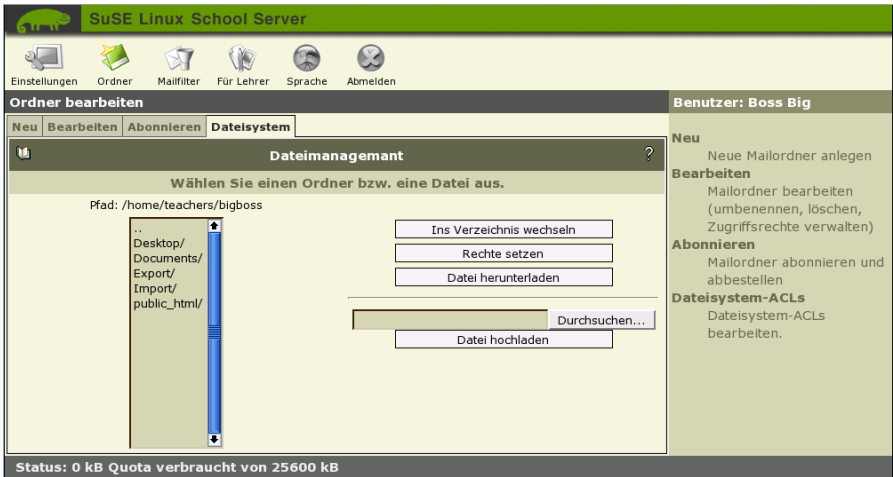 SuSE Linux School Server
Einstellungen Ordner Mailfilter Für Lehrer Sprache Abmelden
Ordner bearbeiten
Benutzer: Boss Big
Neu Bearbeiten Abonnieren Dateisystem
Dateimanagemant ?
Wählen Sie einen Ordner bzw. eine Datei aus.
Pfad: /home/teachers/bigboss
..
Desktop/
Documents/
Export/
Import/
public_html/
Ins Verzeichnis wechseln
Rechte setzen
Datei herunterladen
Durchsuchen...
Datei hochladen
Neu
Neue Mailordner anlegen
Bearbeiten
Mailordner bearbeiten
(umbenennen, löschen,
Zugriffsrechte verwalten)
Abonnieren
Mailordner abonnieren und
abbestellen
Dateisystem-ACLs
Dateisystem-ACLs
bearbeiten.
Status: 0 kB Quota verbraucht von 25600 kB